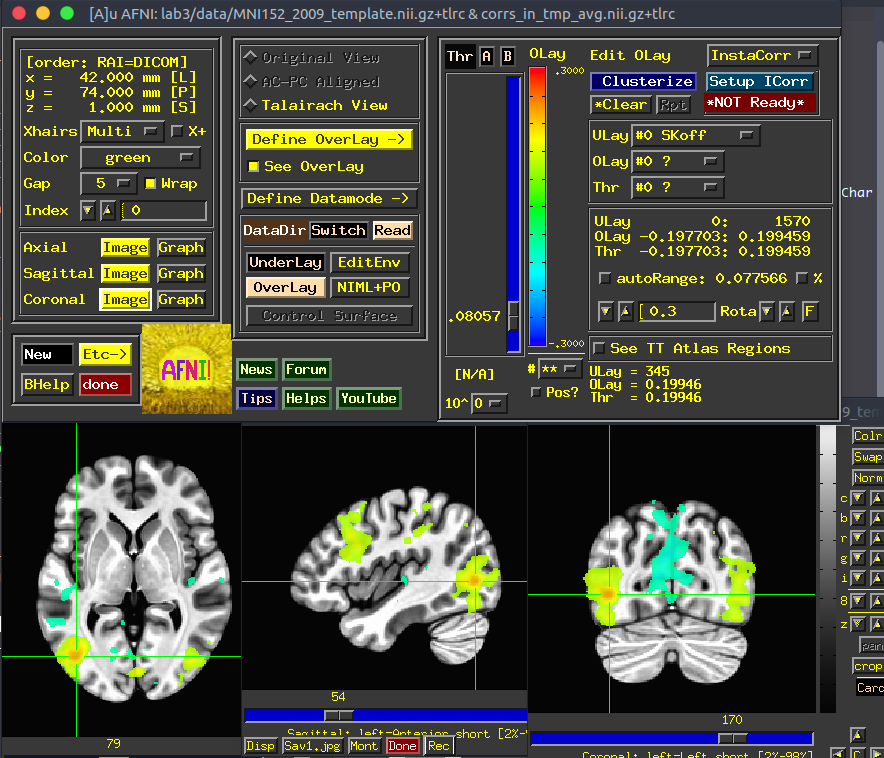 [A]u AFNI: lab3/data/MNI152_2009_template.nii.gz+tlrc & corrs_in_tmp_avg.nii.gz+tlrc
[order: RAI=DICOM]
x = 42.000 mm [L]
y = 74.000 mm [P]
z = 1.000 mm [S]
Xhairs Multi X+
Color green
Gap 5 Wrap
Index 0
Axial Image Graph
Sagittal Image Graph
Coronal Image Graph
New Etc->
BHelp done
AFNI!
Original View
AC-PC Aligned
Talairach View
Define OverLay ->
See OverLay
Define Datamode ->
DataDir Switch Read
UnderLay EditEnv
OverLay NIML+PO
Control Surface
News Forum
Tips Helps YouTube
Thr A B
.08057
[N/A]
10^ 0
OLay
.3000
-.3000
# **
Pos?
Edit OLay InstaCorr
Clusterize Setup ICorr
*Clear Rpt *NOT Ready*
ULay #0 SKoff
OLay #0 ?
Thr #0 ?
ULay 0: 1570
OLay -0.197703: 0.199459
Thr -0.197703: 0.199459
autoRange: 0.077566 %
0.3 Rota F
See TT Atlas Regions
ULay = 345
OLay = 0.19946
Thr = 0.19946
Char
9_tem
Colr
Swap
Norm
c
b
r
g
i
8
z
pan
crop
Carc
79
54
Sagittal: left=Anterior short [2%-
Disp Sav1.jpg Mont Done Rec
170
Coronal: left=Left short [2%-98%]